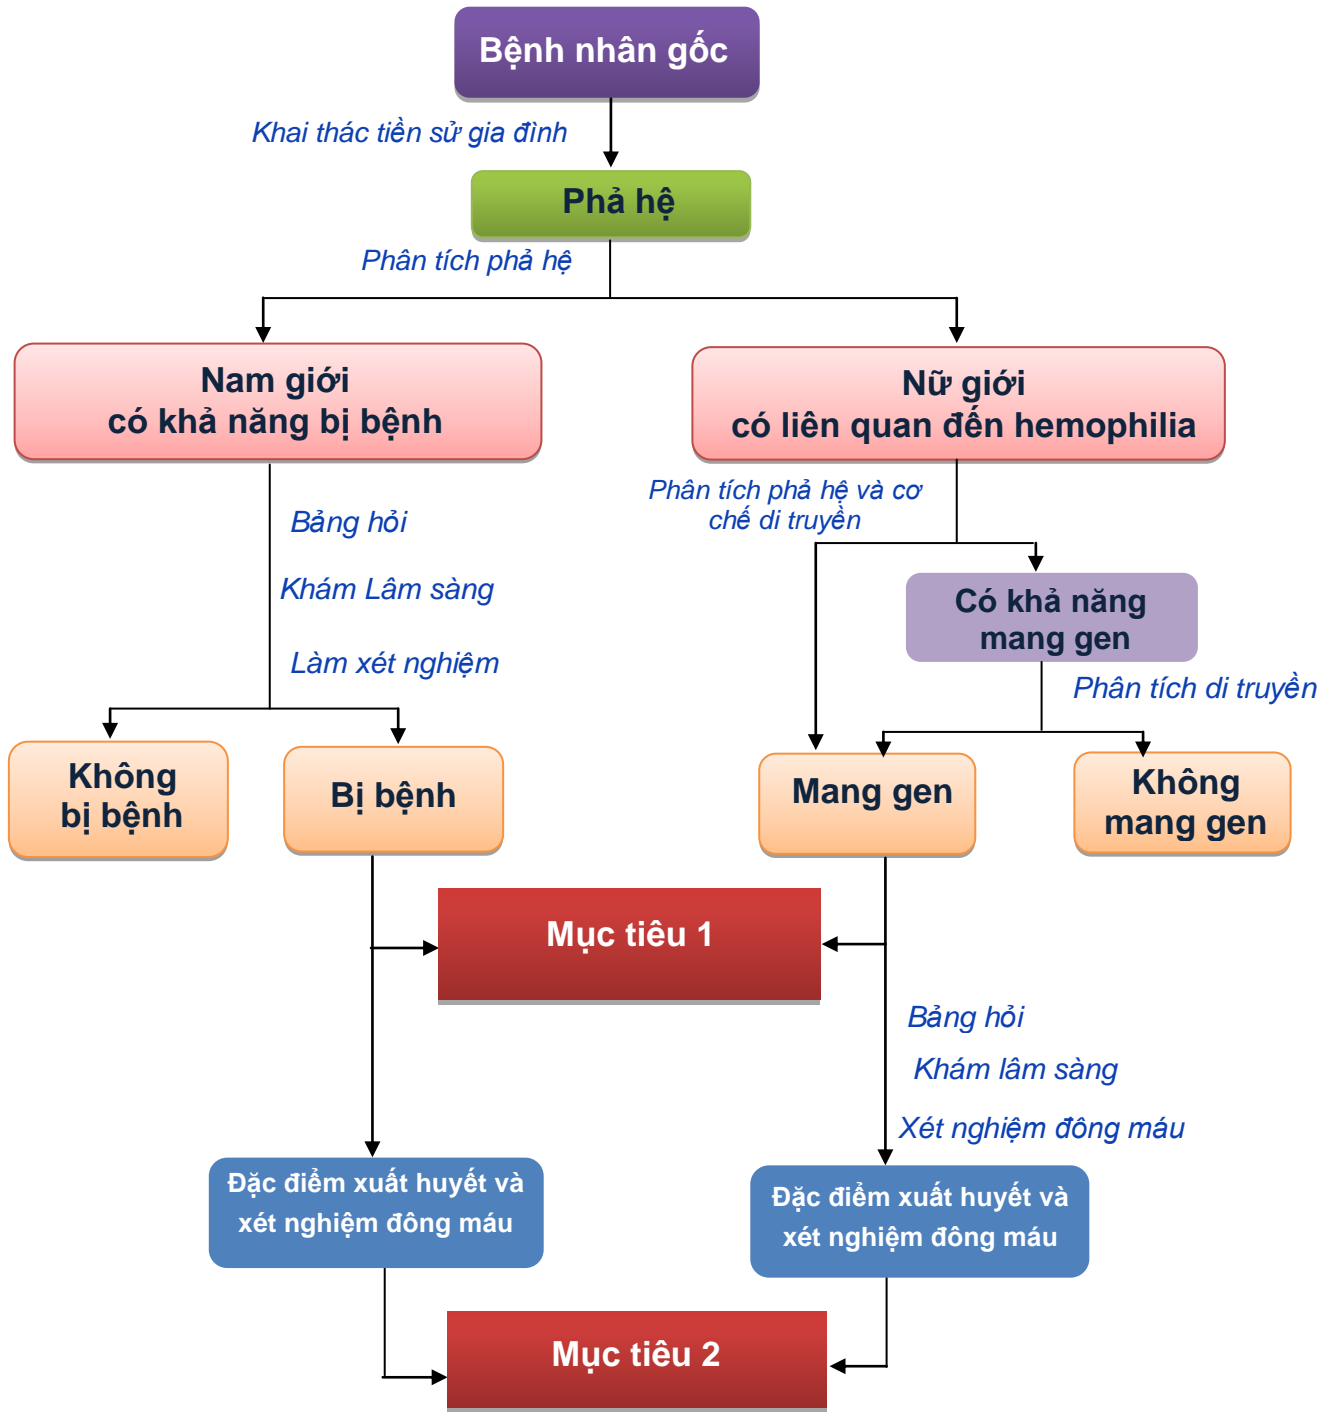 Bệnh nhân gốc
Khai thác tiền sử gia đình
Phả hệ
Phân tích phả hệ
Nam giới
có khả năng bị bệnh
Nữ giới
có liên quan đến hemophilia
Phân tích phả hệ và cơ
chế di truyền
Bảng hỏi
Khám Lâm sàng
Làm xét nghiệm
Có khả năng
mang gen
Phân tích di truyền
Không
bị bệnh
Bị bệnh
Mang gen
Không
mang gen
Mục tiêu 1
Bảng hỏi
Khám lâm sàng
Xét nghiệm đông máu
Đặc điểm xuất huyết và
xét nghiệm đông máu
Đặc điểm xuất huyết và
xét nghiệm đông máu
Mục tiêu 2